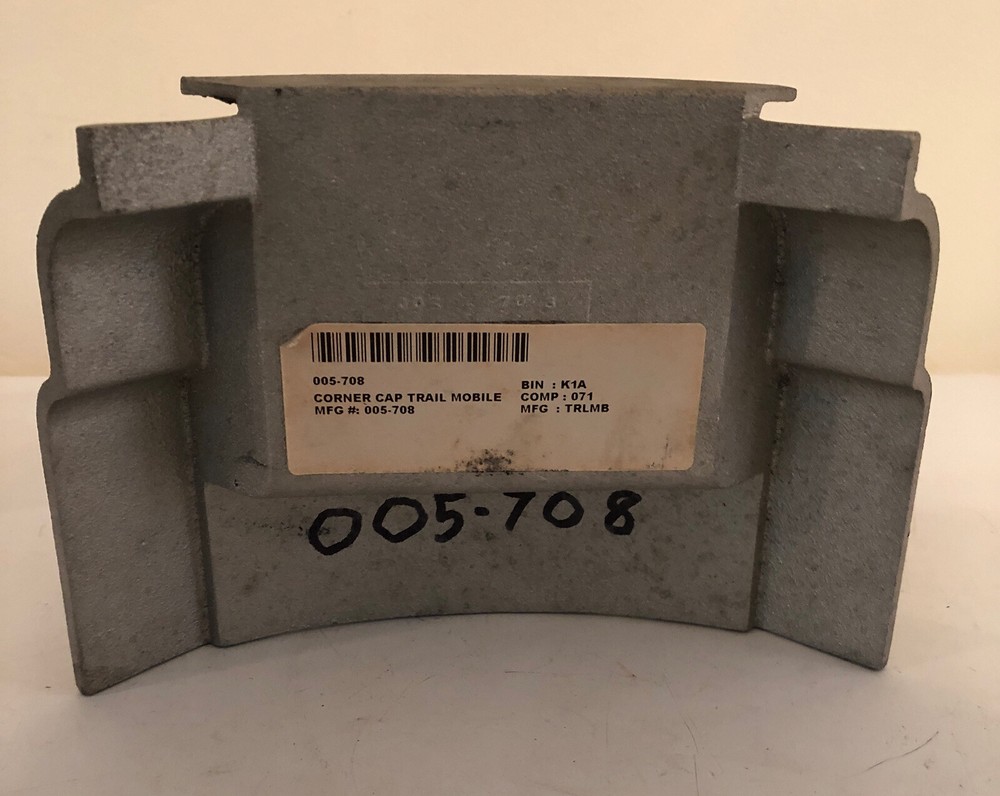 005-708
CORNER CAP TRAIL MOBILE
MFG #: 005-708
BIN : K1A
COMP : 071
MFG : TRLMB
005-708